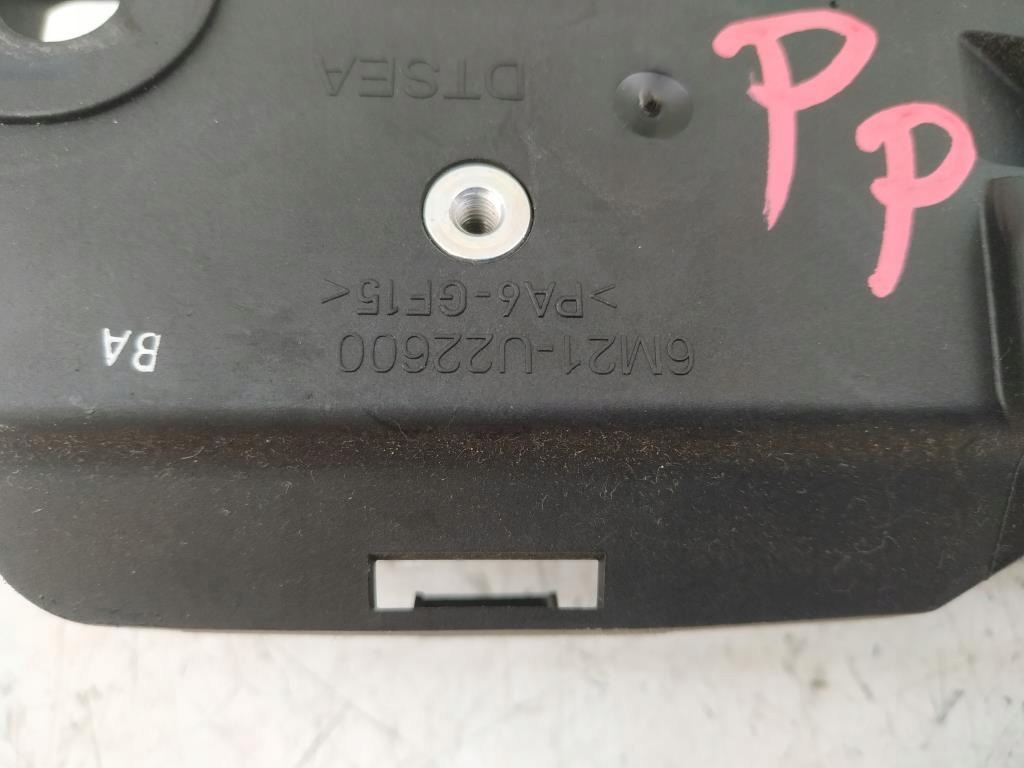 6M21-U22600
BA
>PA6-GF15<
DTSEA
PP